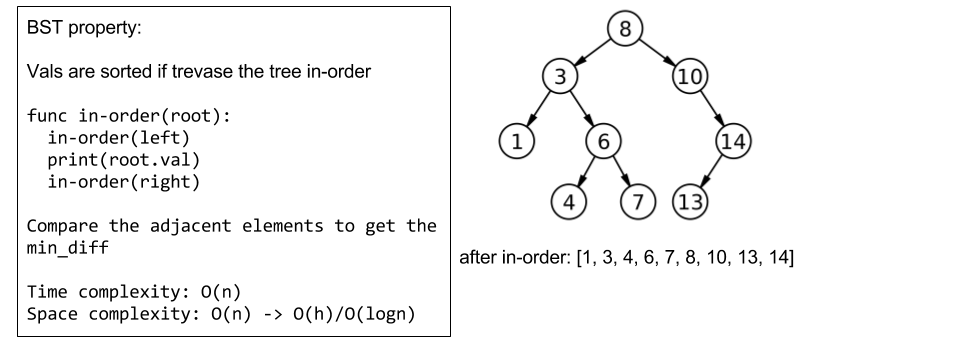 BST property:
Vals are sorted if trevase the tree in-order
func in-order(root):
  in-order(left)
  print(root.val)
  in-order(right)
Compare the adjacent elements to get the
min_diff
Time complexity: O(n)
Space complexity: O(n) -> O(h)/O(logn)
8
3 10
1 6 14
4 7 13
after in-order: [1, 3, 4, 6, 7, 8, 10, 13, 14]